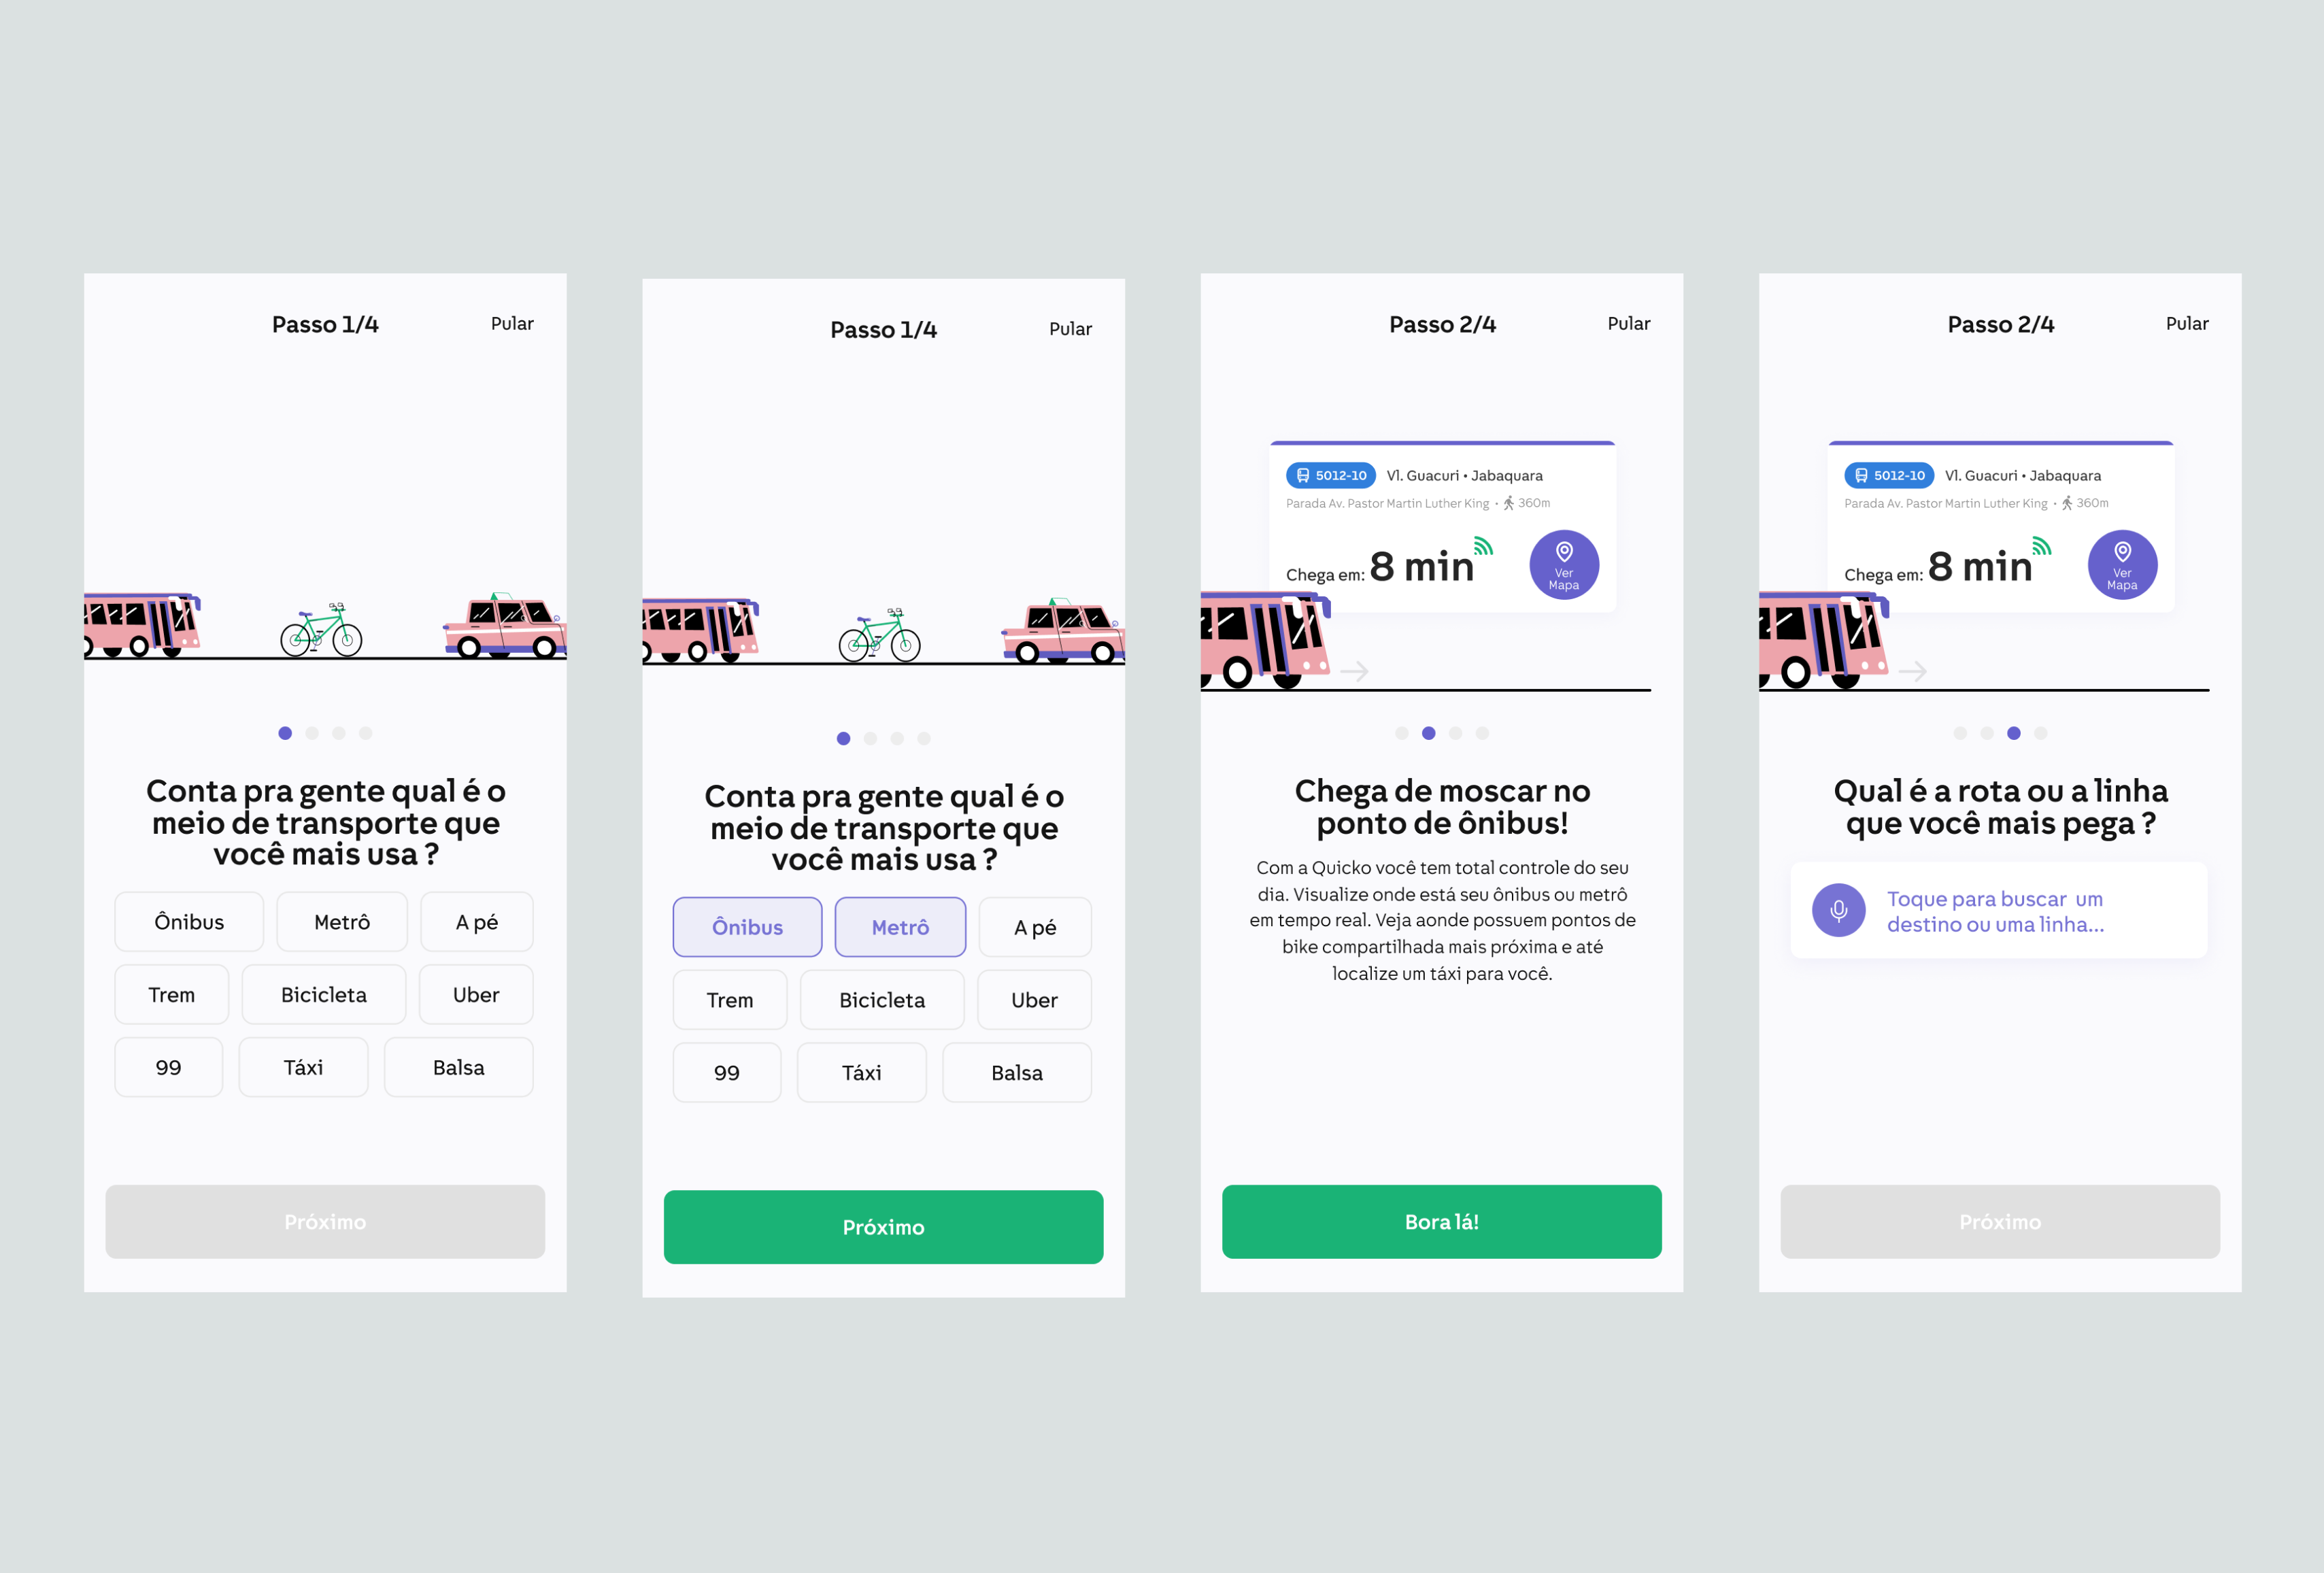 Passo 1/4
Pular
Conta pra gente qual é o
meio de transporte que
você mais usa ?
Ônibus
Metrô
A pé
Trem
Bicicleta
Uber
99
Táxi
Balsa
Próximo
Passo 1/4
Pular
Conta pra gente qual é o
meio de transporte que
você mais usa ?
Ônibus
Metrô
A pé
Trem
Bicicleta
Uber
99
Táxi
Balsa
Próximo
Passo 2/4
Pular
5012-10 Vl. Guacuri • Jabaquara
Parada Av. Pastor Martin Luther King • 360m
Chega em: 8 min
Ver
Mapa
Chega de moscar no
ponto de ônibus!
Com a Quicko você tem total controle do seu
dia. Visualize onde está seu ônibus ou metrô
em tempo real. Veja aonde possuem pontos de
bike compartilhada mais próxima e até
localize um táxi para você.
Bora lá!
Passo 2/4
Pular
5012-10 Vl. Guacuri • Jabaquara
Parada Av. Pastor Martin Luther King • 360m
Chega em: 8 min
Ver
Mapa
Qual é a rota ou a linha
que você mais pega ?
Toque para buscar um
destino ou uma linha...
Próximo